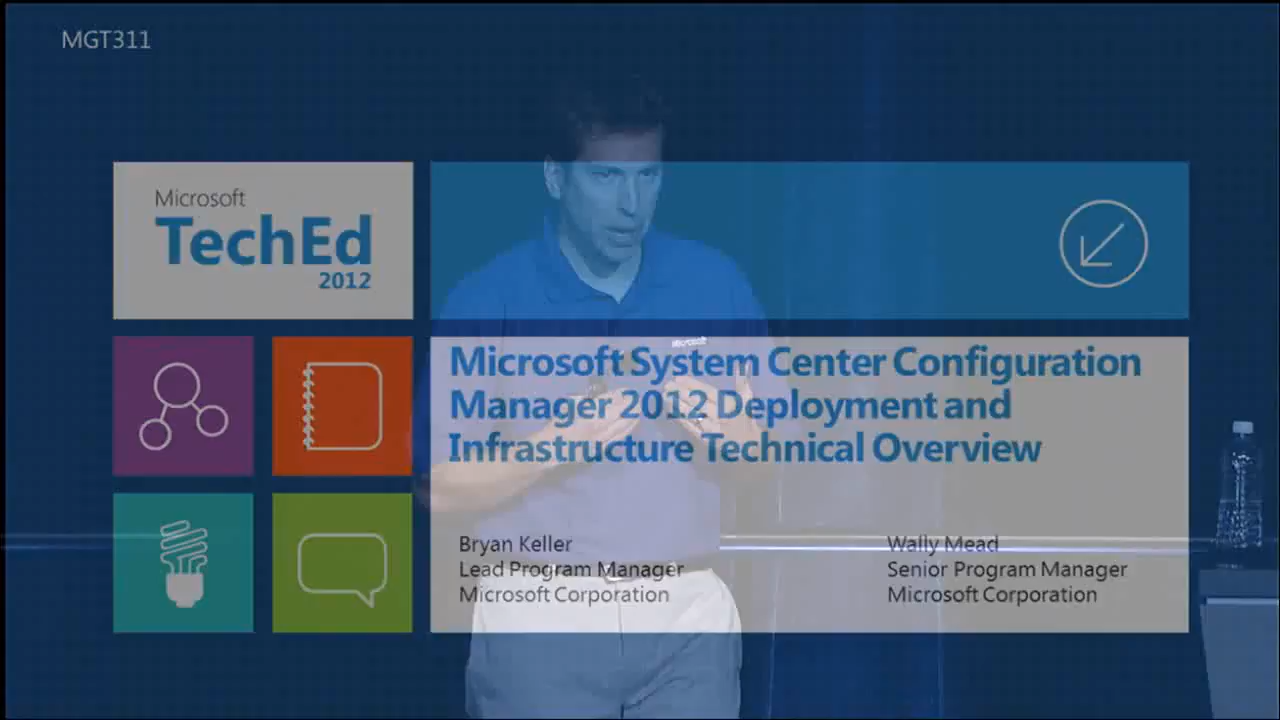 MGT311
Microsoft
TechEd
2012
Microsoft
Microsoft System Center Configuration
Manager 2012 Deployment and
Infrastructure Technical Overview
Bryan Keller
Lead Program Manager
Microsoft Corporation
Wally Mead
Senior Program Manager
Microsoft Corporation